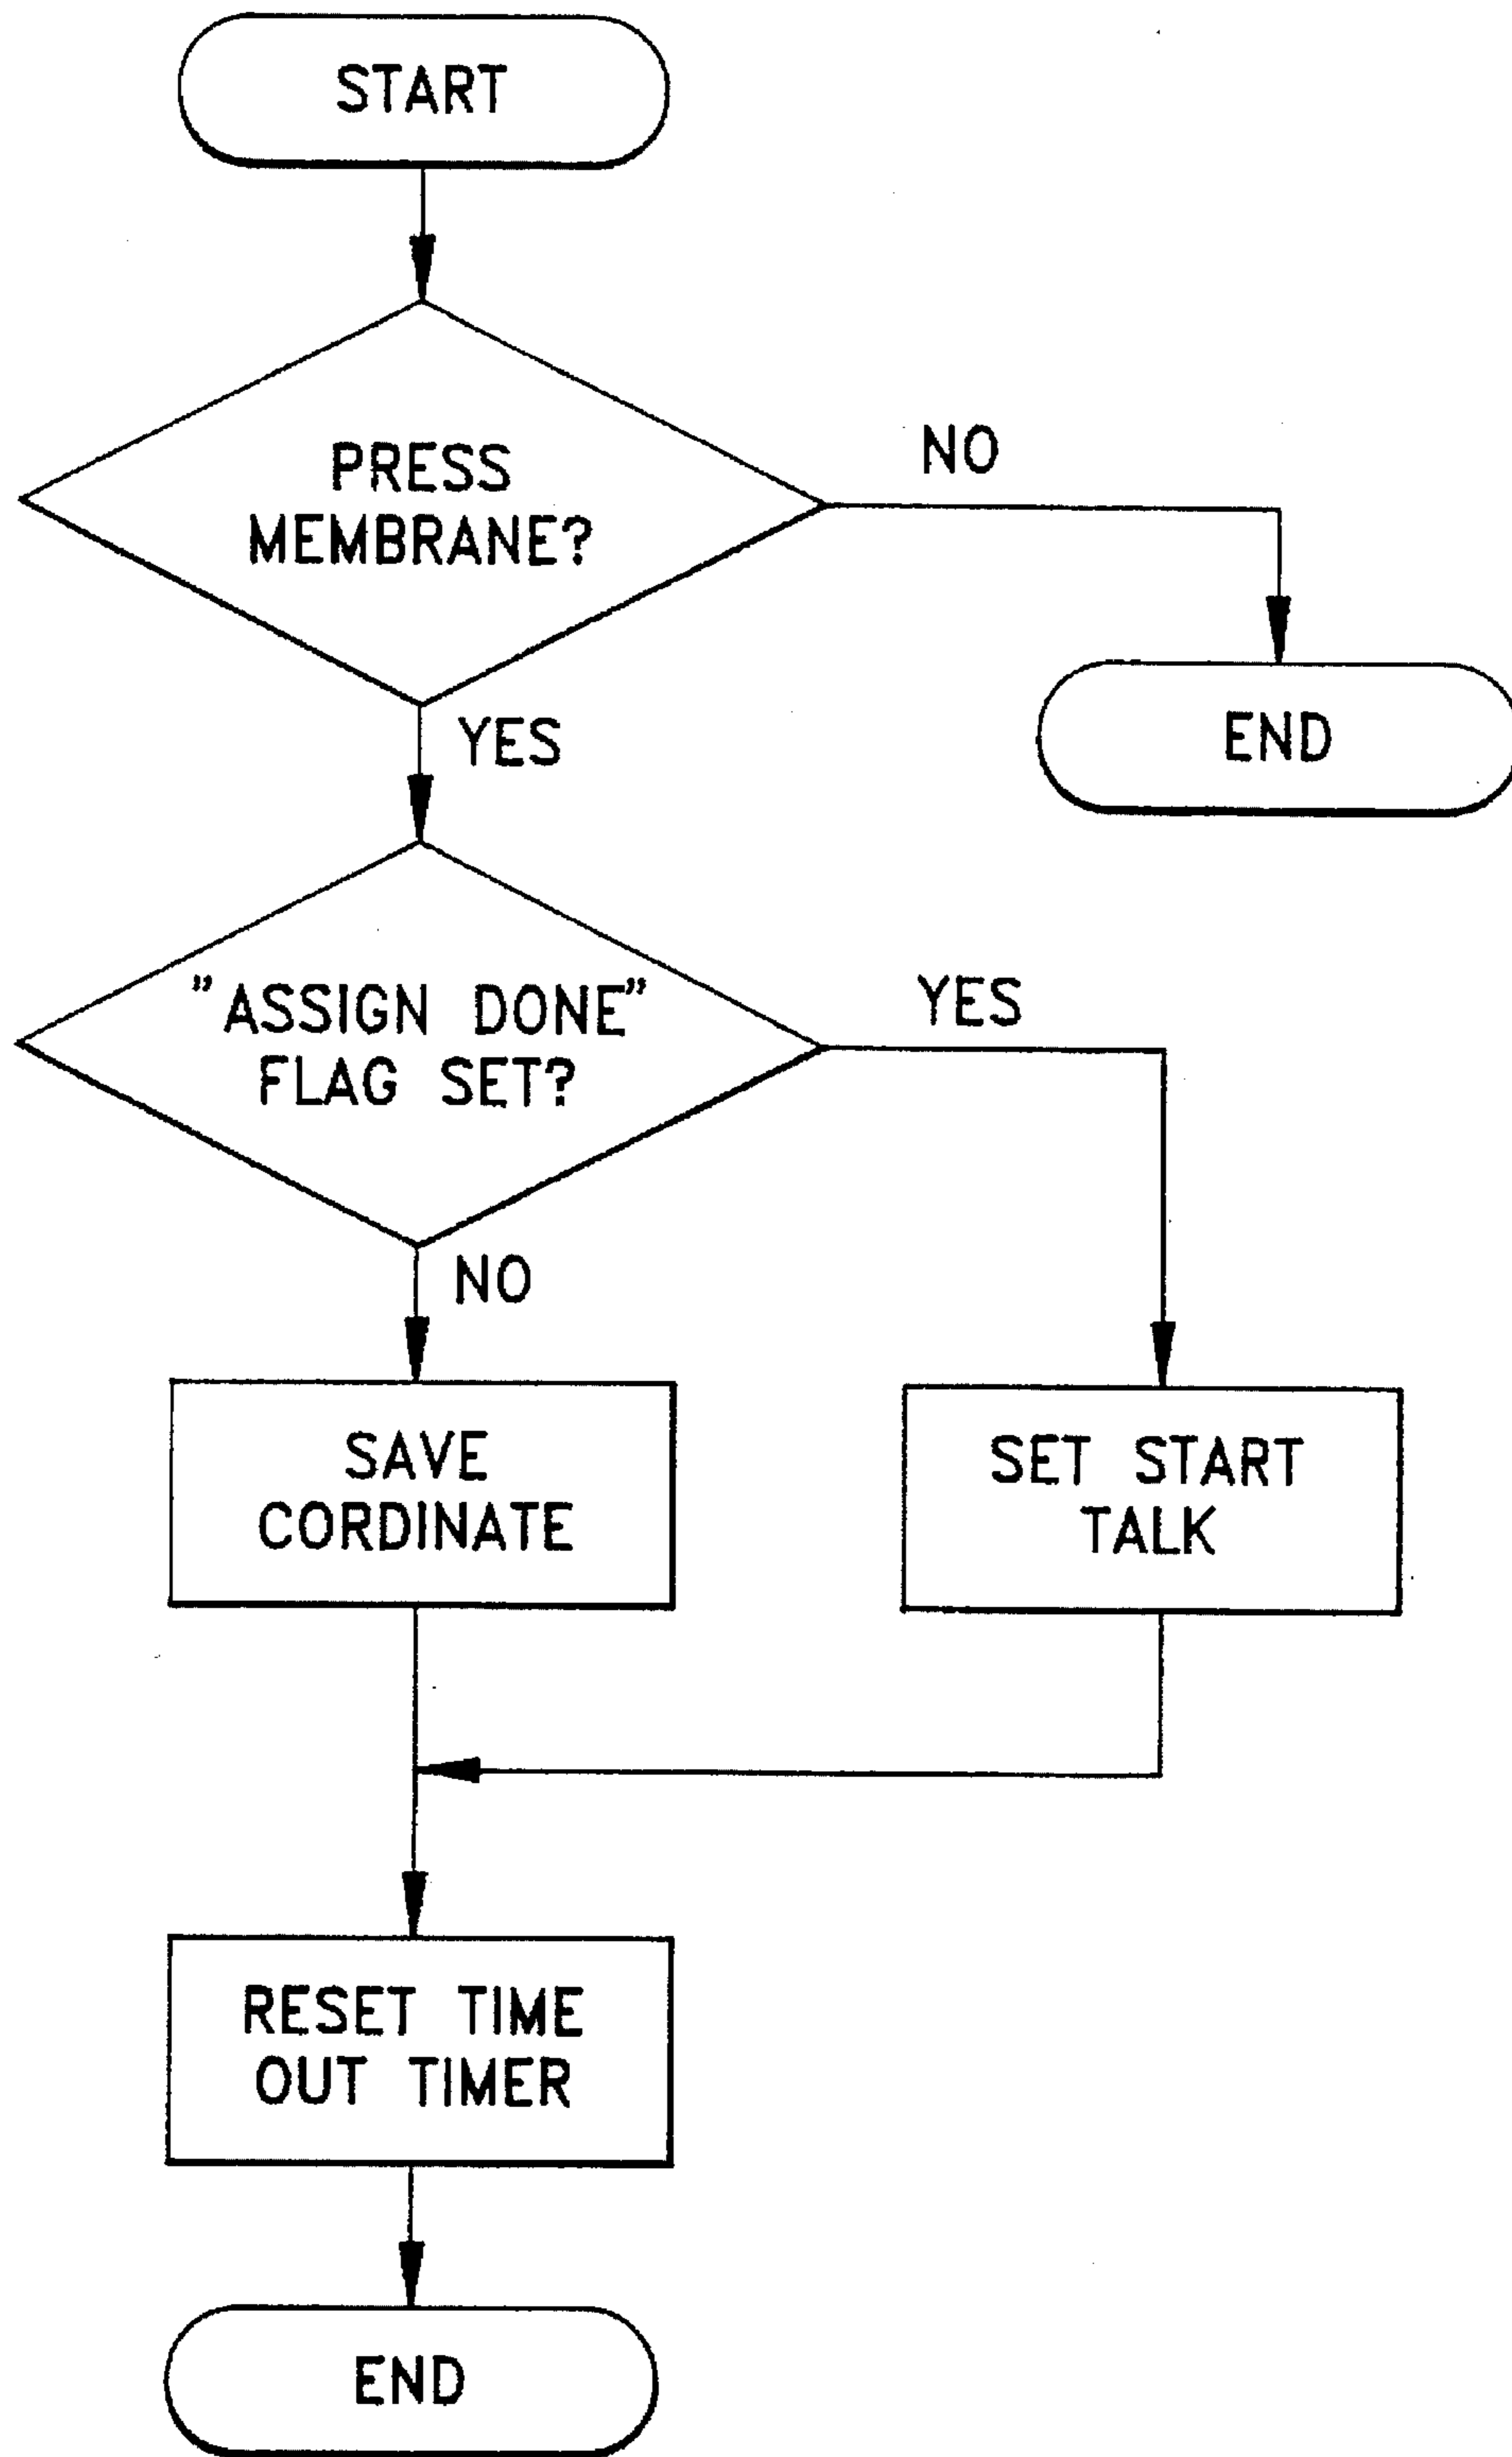 START
PRESS
MEMBRANE?
NO
END
YES
"ASSIGN DONE"
FLAG SET?
YES
NO
SAVE
CORDINATE
SET START
TALK
RESET TIME
OUT TIMER
END